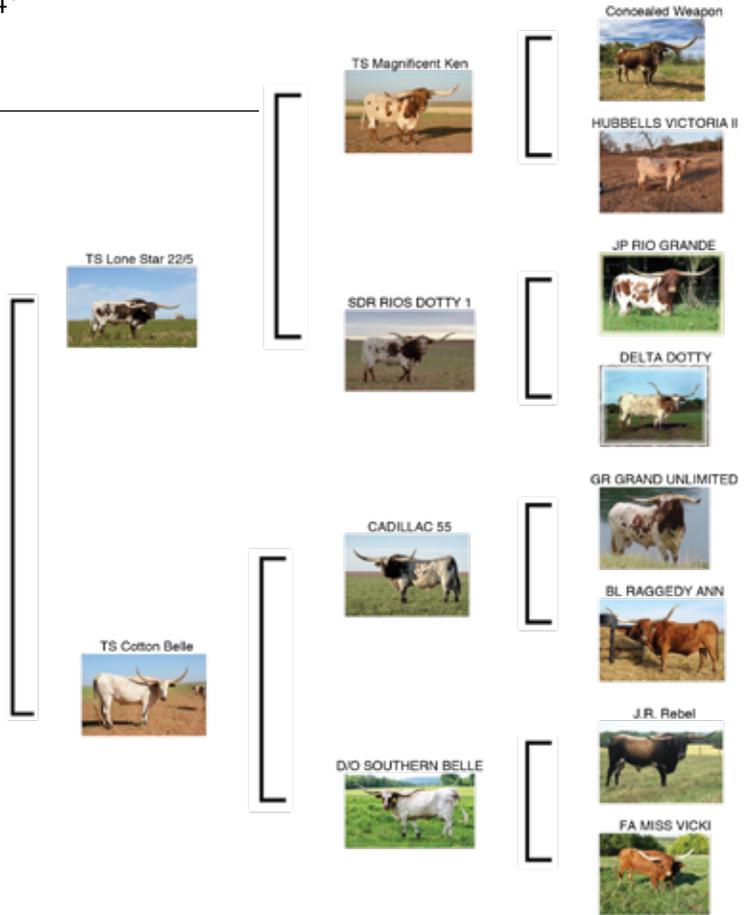 Concealed Weapon
TS Magnificent Ken
HUBBELLS VICTORIA II
TS Lone Star 22/5
JP RIO GRANDE
SDR RIOS DOTTY 1
DELTA DOTTY
GR GRAND UNLIMITED
CADILLAC 55
BL RAGGEDY ANN
TS Cotton Belle
J.R. Rebel
D/O SOUTHERN BELLE
FA MISS VICKI